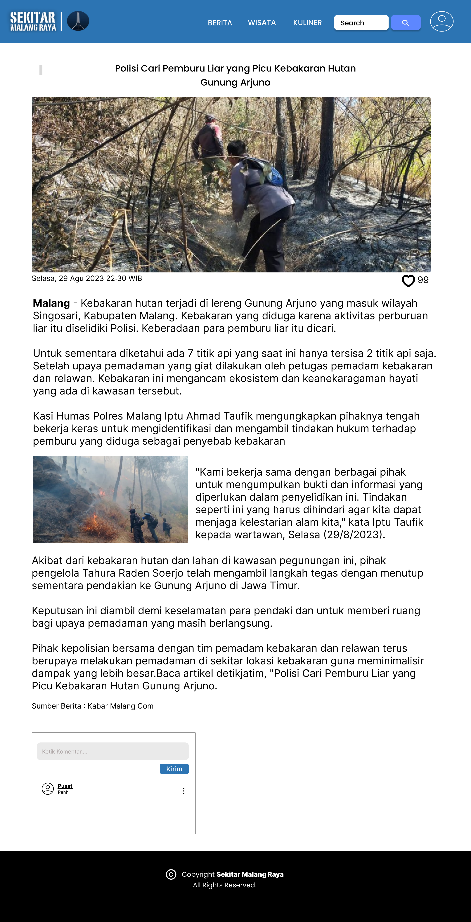 SEKITAR
MALANG RAYA
BERITA WISATA KULINER Search
Polisi Cari Pemburu Liar yang Picu Kebakaran Hutan
Gunung Arjuno
Selasa, 29 Agu 2023 22:30 WIB
99
Malang - Kebakaran hutan terjadi di lereng Gunung Arjuno yang masuk wilayah
Singosari, Kabupaten Malang. Kebakaran yang diduga karena aktivitas perburuan
liar itu diselidiki Polisi. Keberadaan para pemburu liar itu dicari.
Untuk sementara diketahui ada 7 titik api yang saat ini hanya tersisa 2 titik api saja.
Setelah upaya pemadaman yang giat dilakukan oleh petugas pemadam kebakaran
dan relawan. Kebakaran ini mengancam ekosistem dan keanekaragaman hayati
yang ada di kawasan tersebut.
Kasi Humas Polres Malang Iptu Ahmad Taufik mengungkapkan pihaknya tengah
bekerja keras untuk mengidentifikasi dan mengambil tindakan hukum terhadap
pemburu yang diduga sebagai penyebab kebakaran
"Kami bekerja sama dengan berbagai pihak
untuk mengumpulkan bukti dan informasi yang
diperlukan dalam penyelidikan ini. Tindakan
seperti ini yang harus dihindari agar kita dapat
menjaga kelestarian alam kita," kata Iptu Taufik
kepada wartawan, Selasa (29/8/2023).
Akibat dari kebakaran hutan dan lahan di kawasan pegunungan ini, pihak
pengelola Tahura Raden Soerjo telah mengambil langkah tegas dengan menutup
sementara pendakian ke Gunung Arjuno di Jawa Timur.
Keputusan ini diambil demi keselamatan para pendaki dan untuk memberi ruang
bagi upaya pemadaman yang masih berlangsung.
Pihak kepolisian bersama dengan tim pemadam kebakaran dan relawan terus
berupaya melakukan pemadaman di sekitar lokasi kebakaran guna meminimalisir
dampak yang lebih besar.Baca artikel detikjatim, "Polisi Cari Pemburu Liar yang
Picu Kebakaran Hutan Gunung Arjuno.
Sumber Berita : Kabar Malang Com
Ketik Komentar...
Kirim
Copyright Sekitar Malang Raya
All Rights Reserved